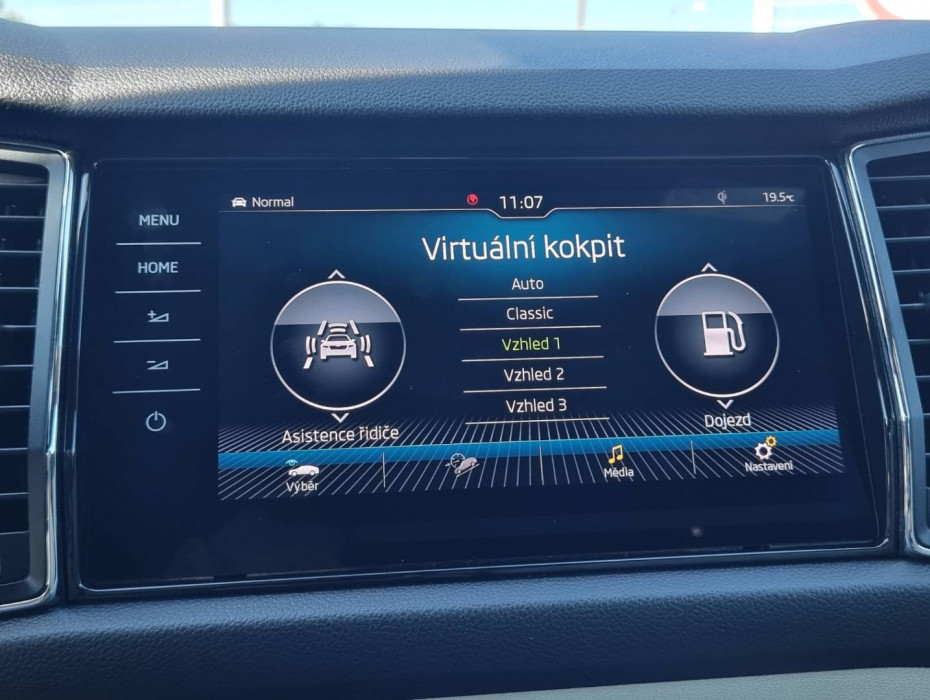 MENU
HOME
Normal
11:07
19.5℃
Virtuální kokpit
Auto
Classic
Vzhled 1
Vzhled 2
Vzhled 3
Asistence řidiče
Dojezd
Výběr
Média
Nastavení